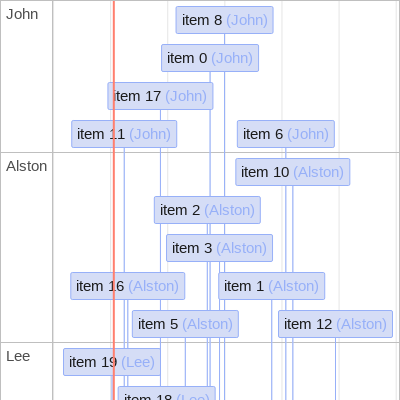 John
item 8 (John)
item 0 (John)
item 17 (John)
item 11 (John)
item 6 (John)
Alston
item 10 (Alston)
item 2 (Alston)
item 3 (Alston)
item 16 (Alston)
item 1 (Alston)
item 5 (Alston)
item 12 (Alston)
Lee
item 19 (Lee)
item 18 (Lee)